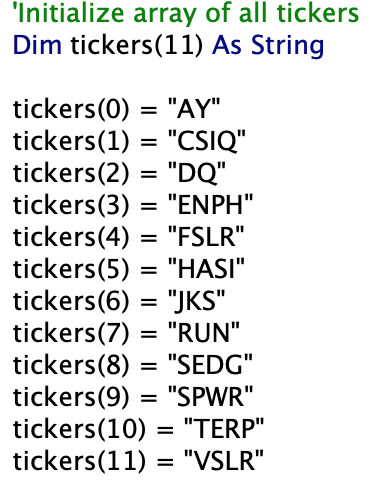 'Initialize array of all tickers
Dim tickers(11) As String
tickers(0) = "AY"
tickers(1) = "CSIQ"
tickers(2) = "DQ"
tickers(3) = "ENPH"
tickers(4) = "FSLR"
tickers(5) = "HASI"
tickers(6) = "JKS"
tickers(7) = "RUN"
tickers(8) = "SEDG"
tickers(9) = "SPWR"
tickers(10) = "TERP"
tickers(11) = "VSLR"